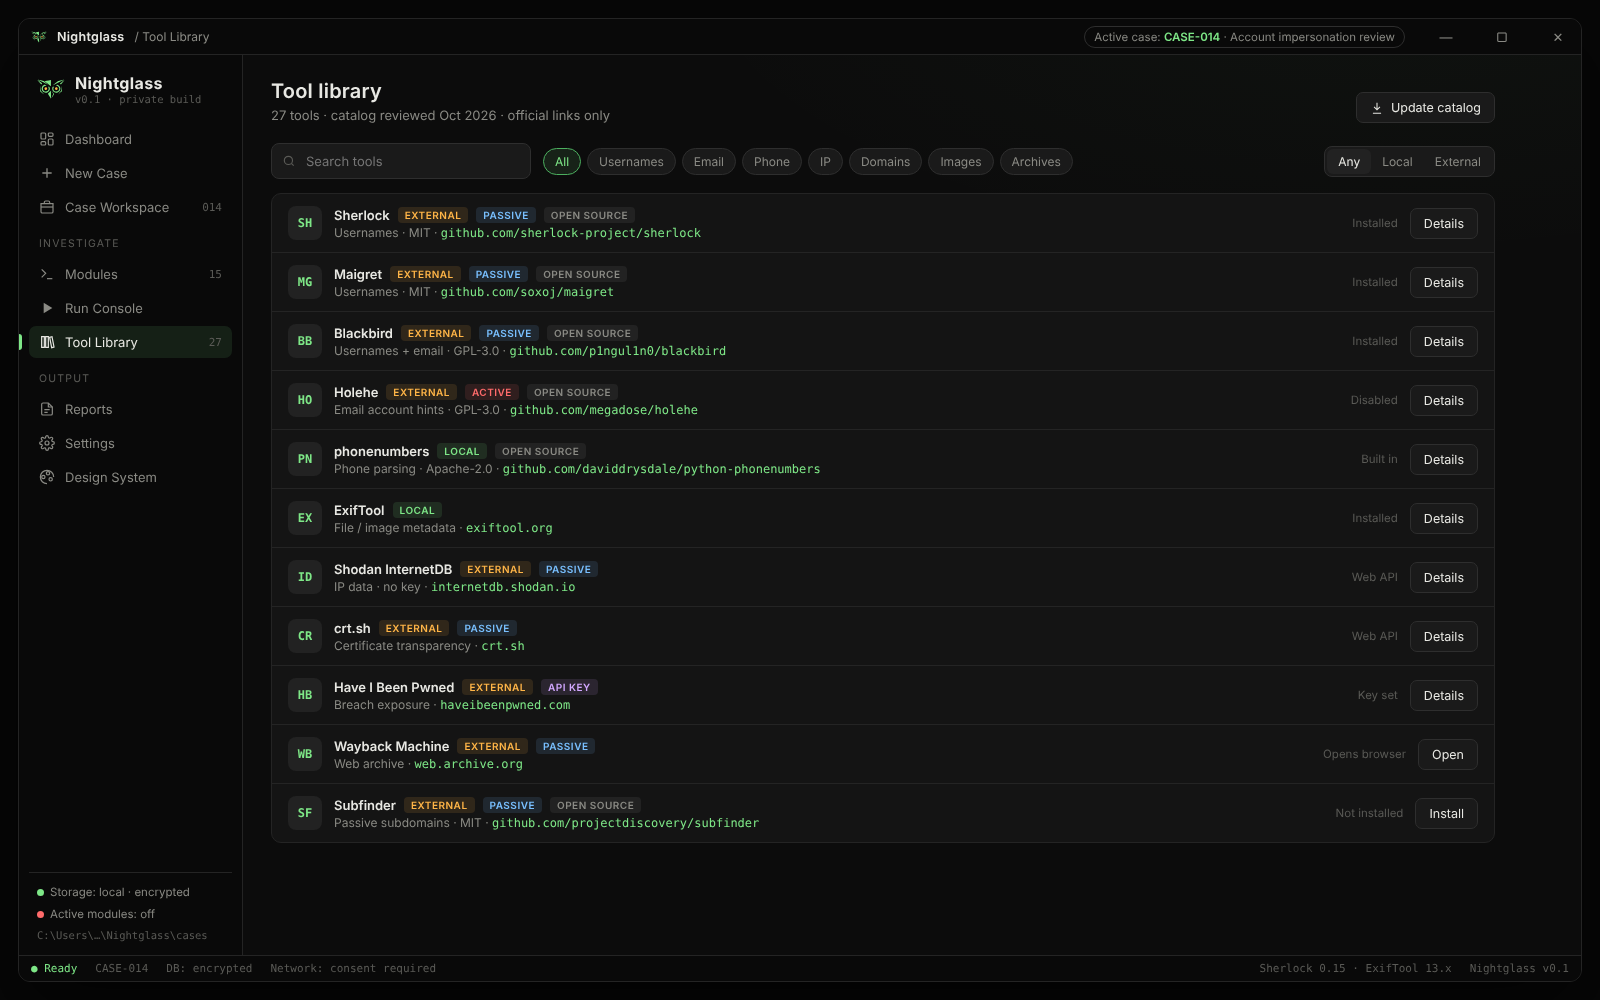 Nightglass / Tool Library
Active case: CASE-014 · Account impersonation review
Nightglass
v0.1 · private build
Dashboard
New Case
Case Workspace 014
INVESTIGATE
Modules 15
Run Console
Tool Library 27
OUTPUT
Reports
Settings
Design System
Storage: local · encrypted
Active modules: off
C:\Users\…\Nightglass\cases
Tool library
27 tools · catalog reviewed Oct 2026 · official links only
Update catalog
Search tools
All Usernames Email Phone IP Domains Images Archives
Any Local External
SH Sherlock EXTERNAL PASSIVE OPEN SOURCE
Usernames · MIT · github.com/sherlock-project/sherlock
Installed Details
MG Maigret EXTERNAL PASSIVE OPEN SOURCE
Usernames · MIT · github.com/soxoj/maigret
Installed Details
BB Blackbird EXTERNAL PASSIVE OPEN SOURCE
Usernames + email · GPL-3.0 · github.com/p1ngul1n0/blackbird
Installed Details
HO Holehe EXTERNAL ACTIVE OPEN SOURCE
Email account hints · GPL-3.0 · github.com/megadose/holehe
Disabled Details
PN phonenumbers LOCAL OPEN SOURCE
Phone parsing · Apache-2.0 · github.com/daviddrysdale/python-phonenumbers
Built in Details
EX ExifTool LOCAL
File / image metadata · exiftool.org
Installed Details
ID Shodan InternetDB EXTERNAL PASSIVE
IP data · no key · internetdb.shodan.io
Web API Details
CR crt.sh EXTERNAL PASSIVE
Certificate transparency · crt.sh
Web API Details
HB Have I Been Pwned EXTERNAL API KEY
Breach exposure · haveibeenpwned.com
Key set Details
WB Wayback Machine EXTERNAL PASSIVE
Web archive · web.archive.org
Opens browser Open
SF Subfinder EXTERNAL PASSIVE OPEN SOURCE
Passive subdomains · MIT · github.com/projectdiscovery/subfinder
Not installed Install
Ready CASE-014 DB: encrypted Network: consent required
Sherlock 0.15 · ExifTool 13.x Nightglass v0.1